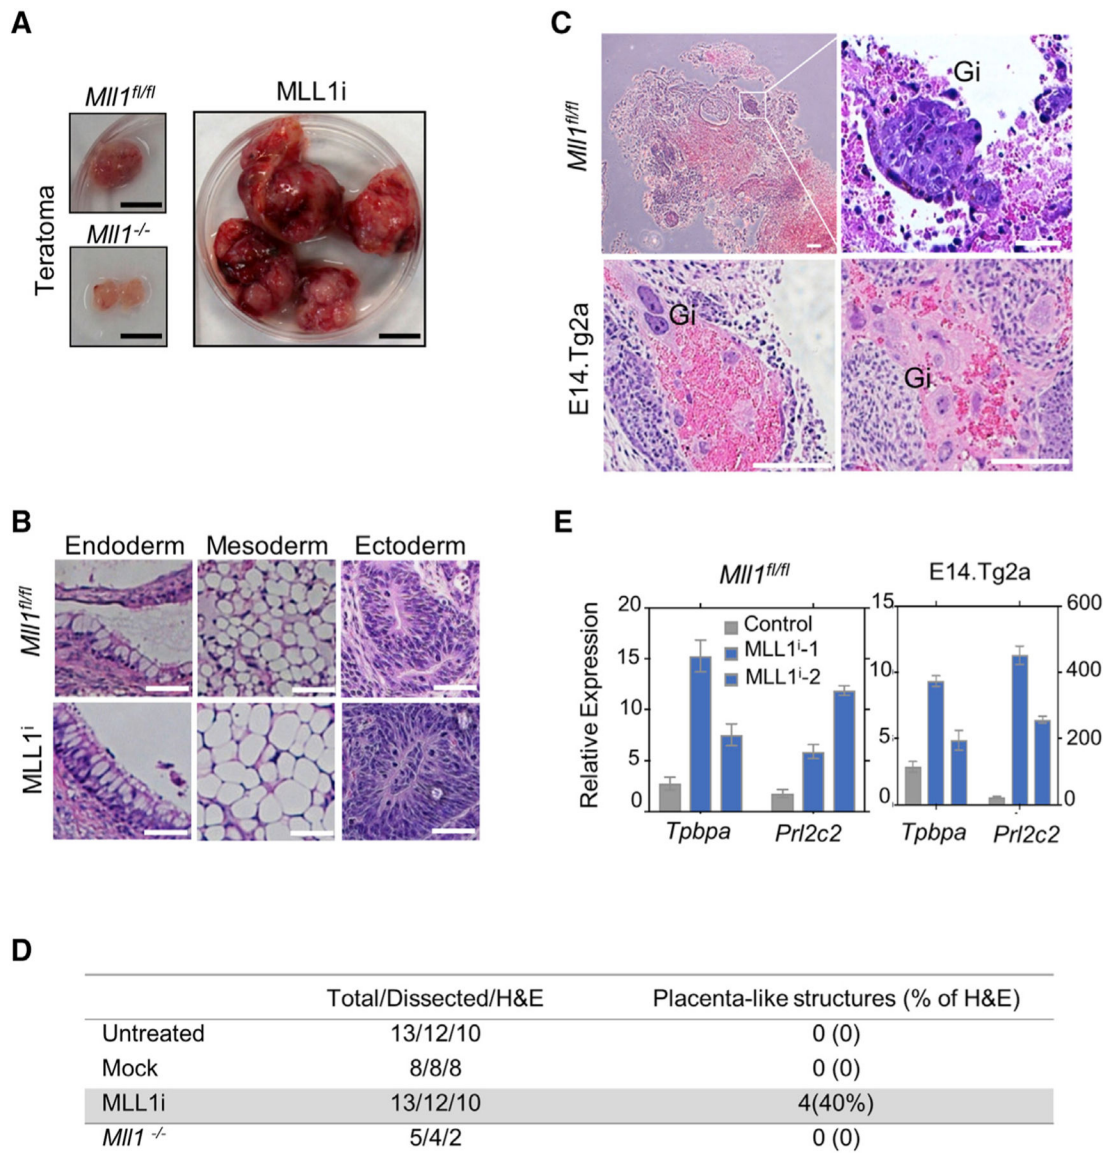 A
Mll1fl/fl
MLL1i
Mll1-/-
Teratoma
C
Mll1fl/fl
Gi
E14.Tg2a
Gi
Gi
B
Endoderm Mesoderm Ectoderm
Mll1fl/fl
MLL1i
E
Mll1fl/fl
E14.Tg2a
Relative Expression
20
15
10
5
0
Control
MLL1i-1
MLL1i-2
Tpbpa Prl2c2
15
10
5
0
600
400
200
0
Tpbpa Prl2c2
D
Total/Dissected/H&E Placenta-like structures (% of H&E)
Untreated 13/12/10 0 (0)
Mock 8/8/8 0 (0)
MLL1i 13/12/10 4(40%)
Mll1 -/- 5/4/2 0 (0)